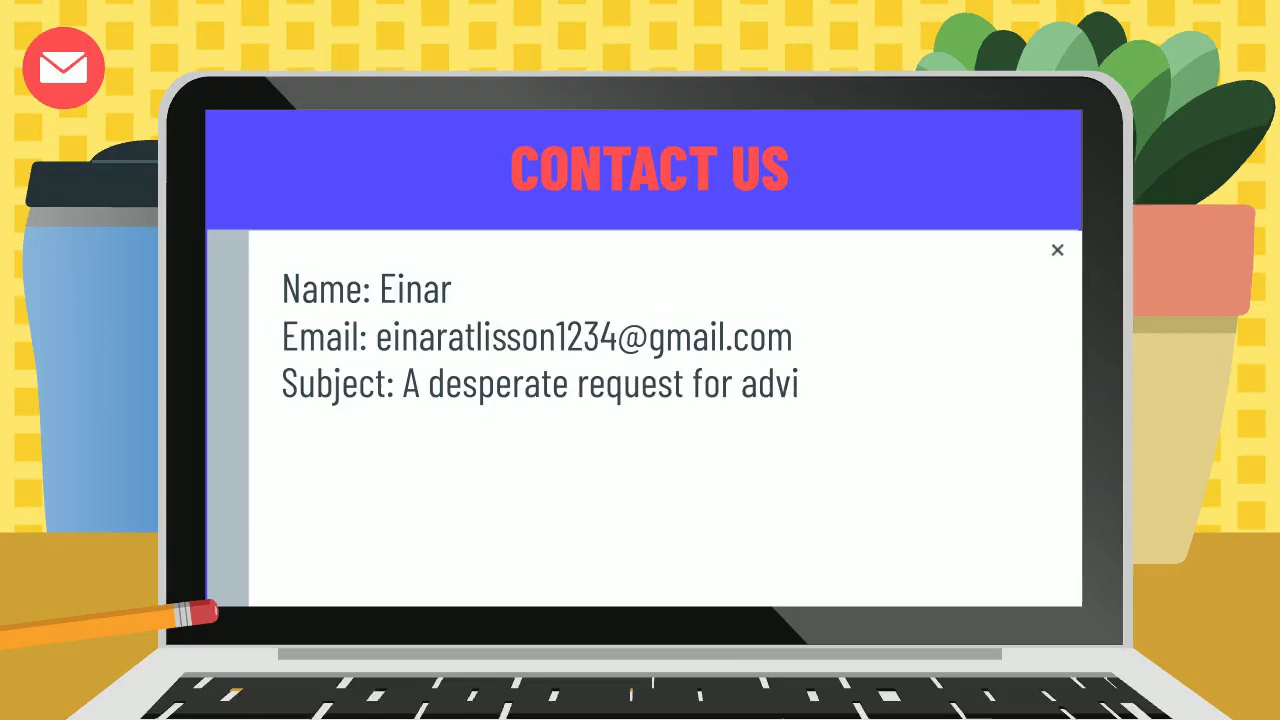 CONTACT US
Name: Einar
Email: einaratlisson1234@gmail.com
Subject: A desperate request for advi